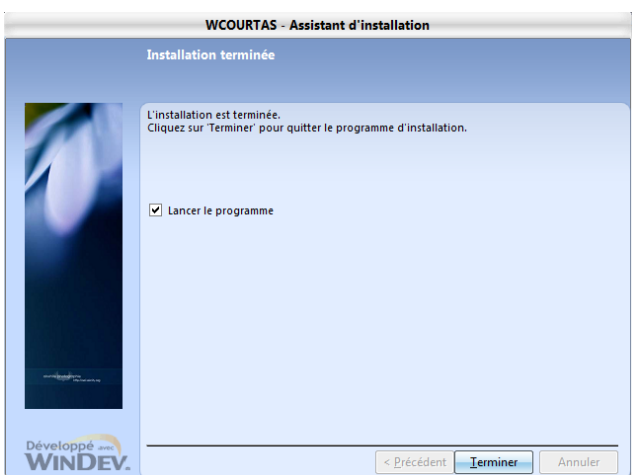 WCOURTAS - Assistant d'installation
Installation terminée
L'installation est terminée.
Cliquez sur 'Terminer' pour quitter le programme d'installation.
Lancer le programme
Développé avec
WINDEV.
< Précédent
Terminer
Annuler